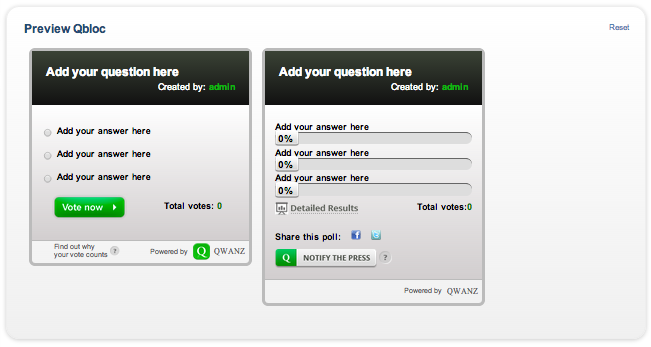 Preview Qbloc
Reset
Add your question here
Created by: admin
Add your answer here
Add your answer here
Add your answer here
Vote now
Total votes: 0
Find out why
your vote counts
?
Powered by
Q
QWANZ
Add your question here
Created by: admin
Add your answer here
0%
Add your answer here
0%
Add your answer here
0%
Detailed Results
Total votes:0
Share this poll:
f
Q
NOTIFY THE PRESS
?
Powered by QWANZ